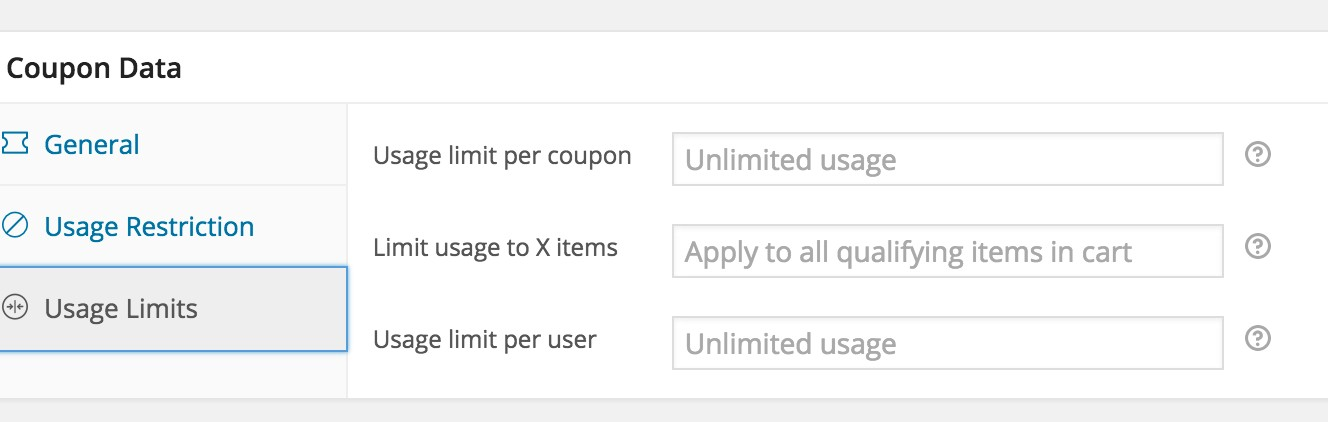 Coupon Data
General
Usage Restriction
Usage Limits
Usage limit per coupon Unlimited usage ?
Limit usage to X items Apply to all qualifying items in cart ?
Usage limit per user Unlimited usage ?